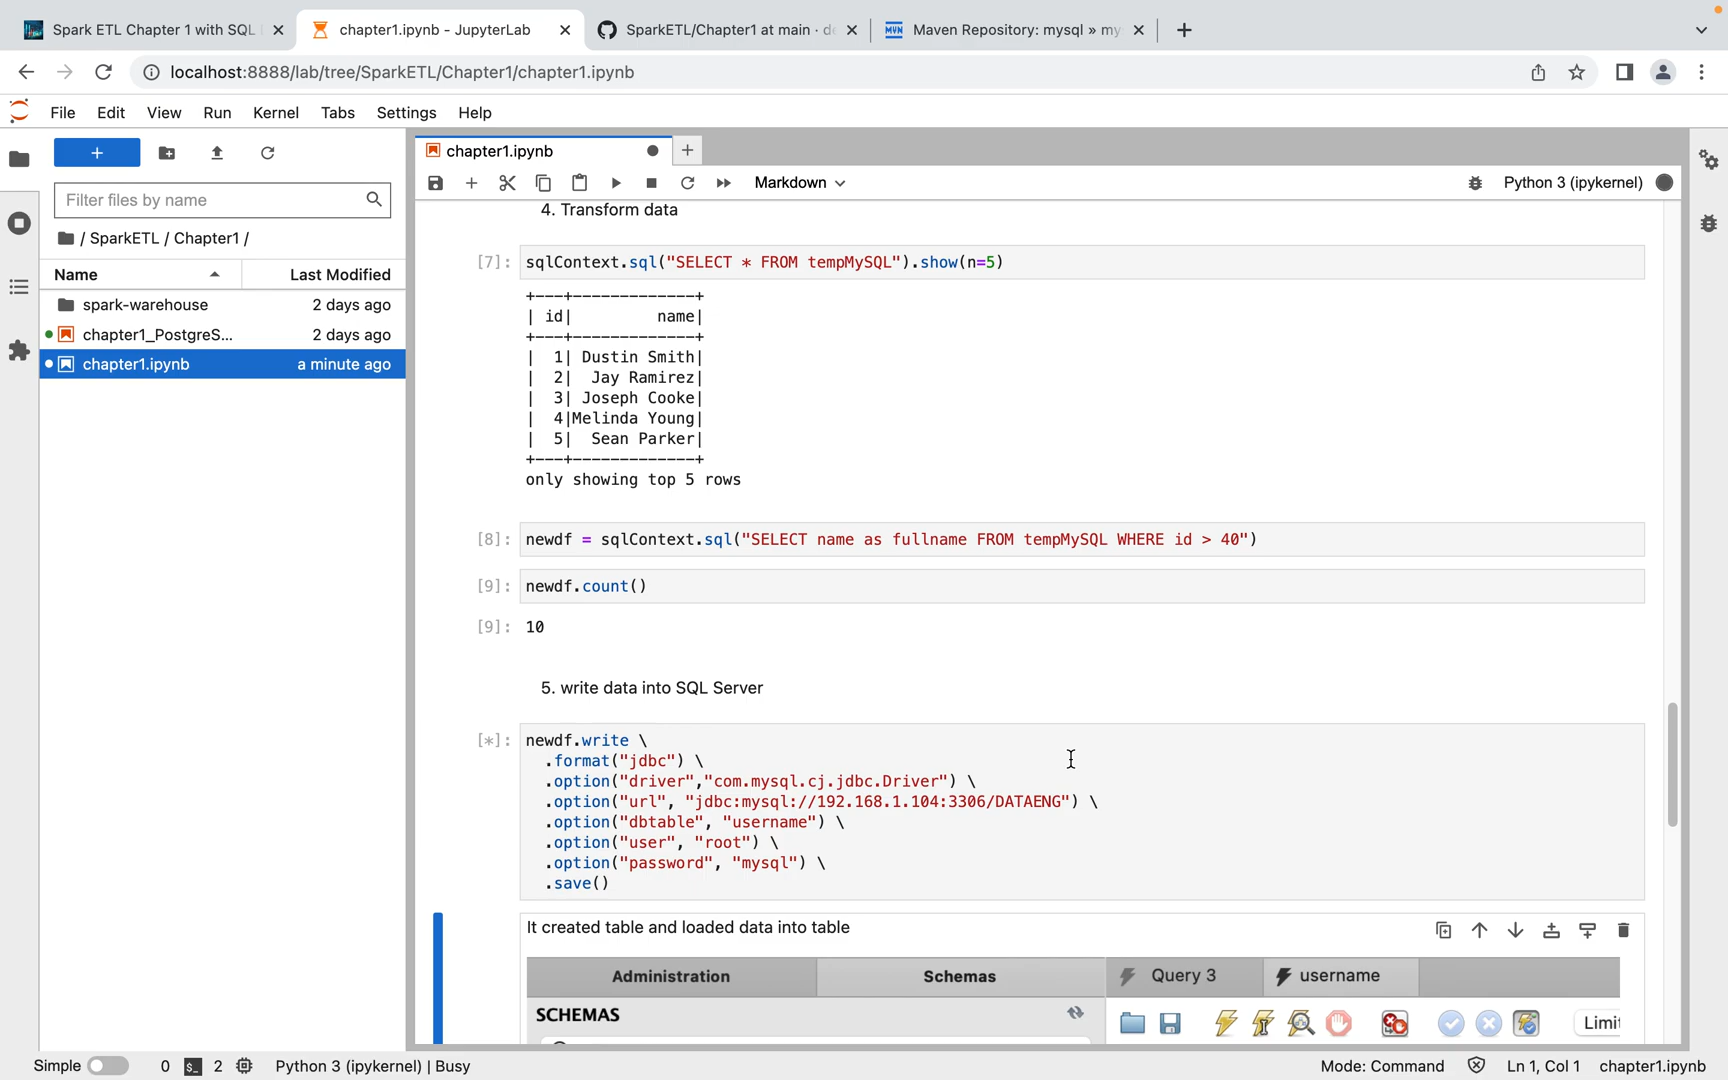 Spark ETL Chapter 1 with SQL
chapter1.ipynb - JupyterLab
SparkETL/Chapter1 at main · de
Maven Repository: mysql » my
localhost:8888/lab/tree/SparkETL/Chapter1/chapter1.ipynb
File Edit View Run Kernel Tabs Settings Help
chapter1.ipynb
Filter files by name
Markdown
Python 3 (ipykernel)
/ SparkETL / Chapter1 /
Name Last Modified
spark-warehouse 2 days ago
chapter1_PostgreS... 2 days ago
chapter1.ipynb a minute ago
4. Transform data
[7]: sqlContext.sql("SELECT * FROM tempMySQL").show(n=5)
+---+-------------+
| id|         name|
+---+-------------+
|  1| Dustin Smith|
|  2|  Jay Ramirez|
|  3| Joseph Cooke|
|  4|Melinda Young|
|  5|  Sean Parker|
+---+-------------+
only showing top 5 rows
[8]: newdf = sqlContext.sql("SELECT name as fullname FROM tempMySQL WHERE id > 40")
[9]: newdf.count()
[9]: 10
5. write data into SQL Server
[*]: newdf.write \
.format("jdbc") \
.option("driver","com.mysql.cj.jdbc.Driver") \
.option("url", "jdbc:mysql://192.168.1.104:3306/DATAENG") \
.option("dbtable", "username") \
.option("user", "root") \
.option("password", "mysql") \
.save()
It created table and loaded data into table
Administration Schemas Query 3 username
SCHEMAS
Limit
Simple 0 2 Python 3 (ipykernel) | Busy Mode: Command Ln 1, Col 1 chapter1.ipynb